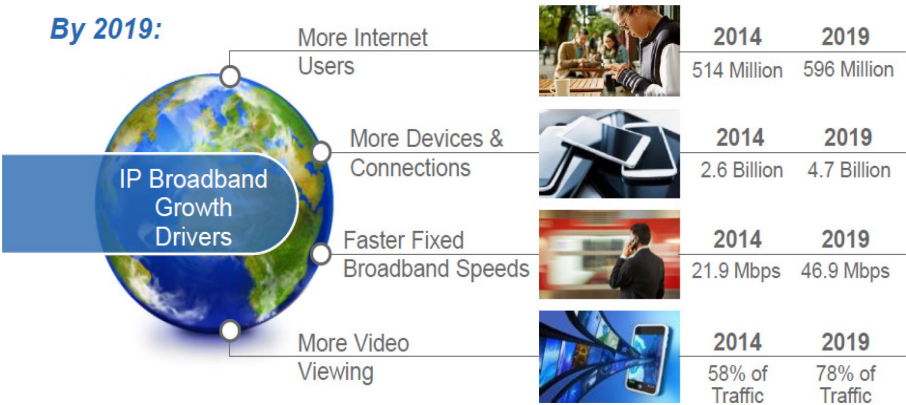 By 2019:
IP Broadband
Growth
Drivers
More Internet
Users
2014 2019
514 Million 596 Million
More Devices &
Connections
2014 2019
2.6 Billion 4.7 Billion
Faster Fixed
Broadband Speeds
2014 2019
21.9 Mbps 46.9 Mbps
More Video
Viewing
2014 2019
58% of 78% of
Traffic Traffic